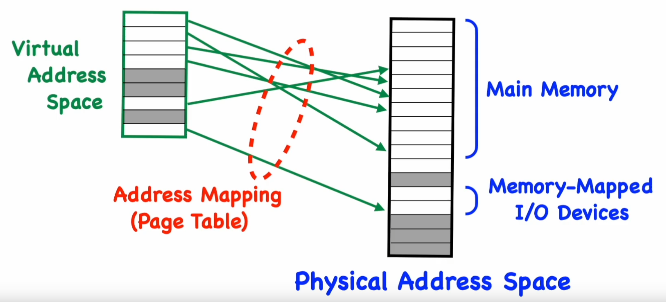 Virtual
Address
Space
Main Memory
Memory-Mapped
I/O Devices
Address Mapping
(Page Table)
Physical Address Space